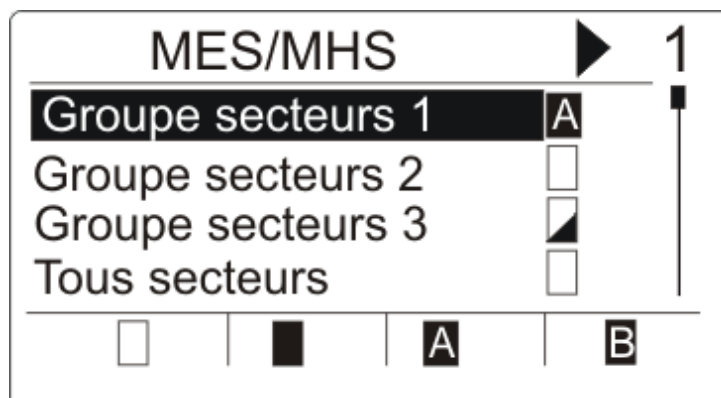 MES/MHS 1
Groupe secteurs 1 A
Groupe secteurs 2
Groupe secteurs 3
Tous secteurs
A B